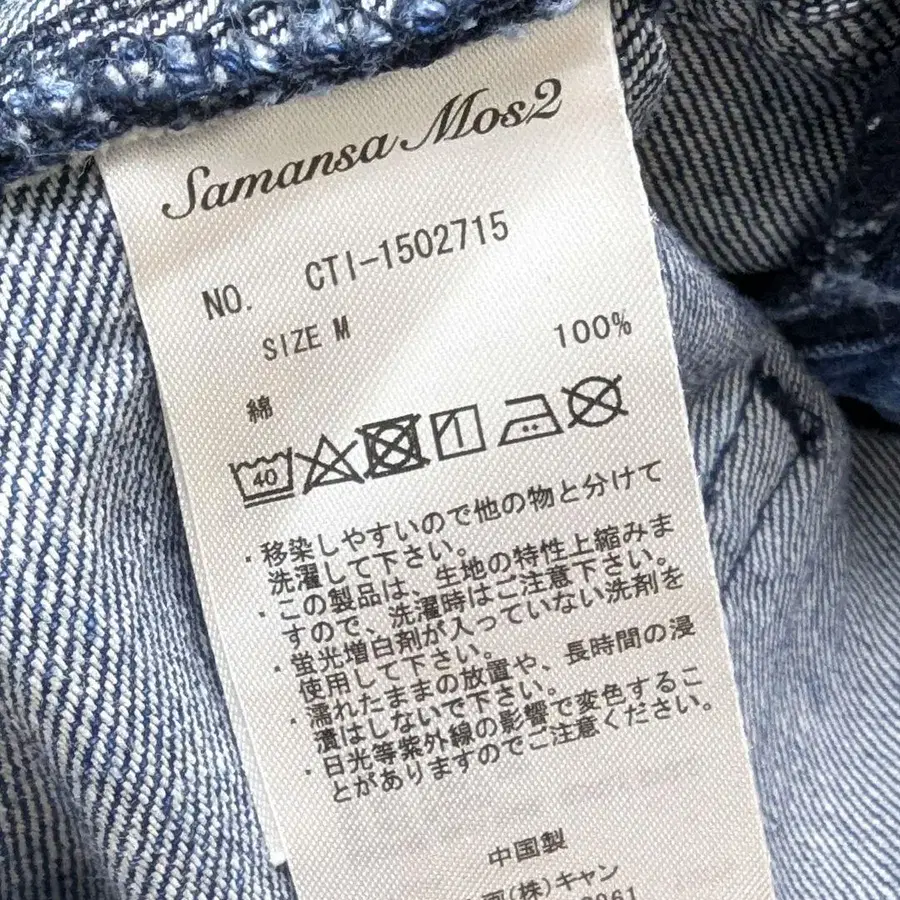 Samansa Mos2
NO. CTI-1502715
SIZE M
綿 100%
40
・移染しやすいので他の物と分けて
洗濯して下さい。
・この製品は、生地の特性上縮みま
すので、洗濯時はご注意下さい。
・蛍光増白剤が入っていない洗剤を
使用して下さい。
・濡れたままの放置や、長時間の浸
漬はしないで下さい。
・日光等紫外線の影響で変色するこ
とがありますのでご注意ください。
中国製
(株)キャン